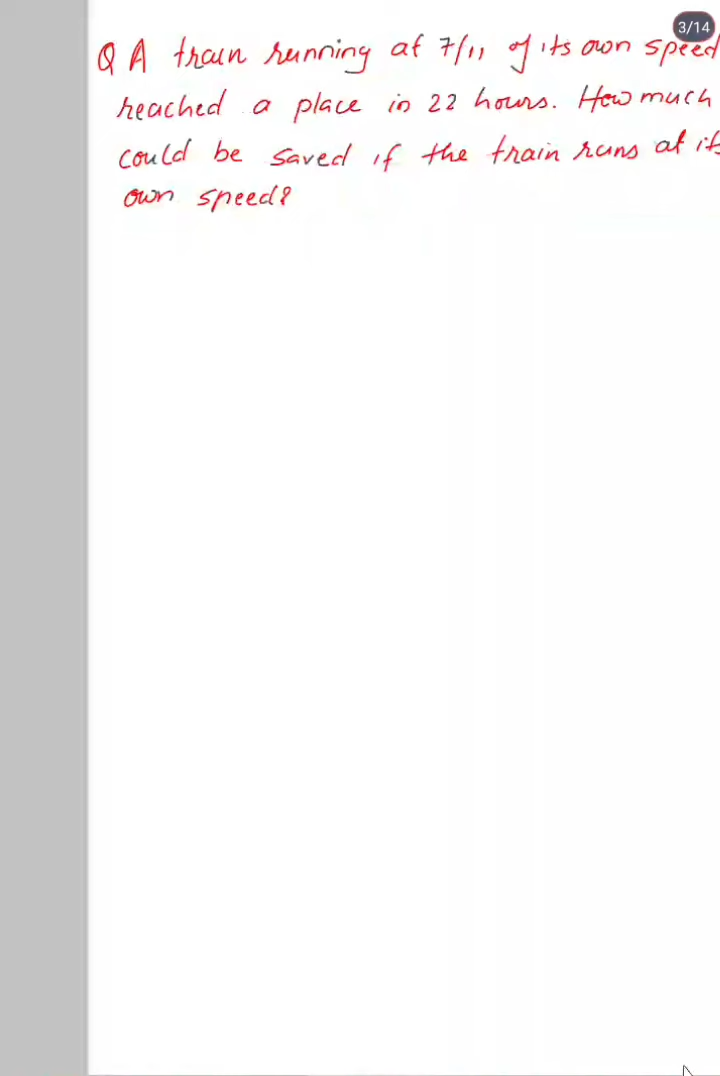 3/14
Q A train running at 7/11 of its own speed
reached a place in 22 hours. How much
could be saved if the train runs at its
own speed?